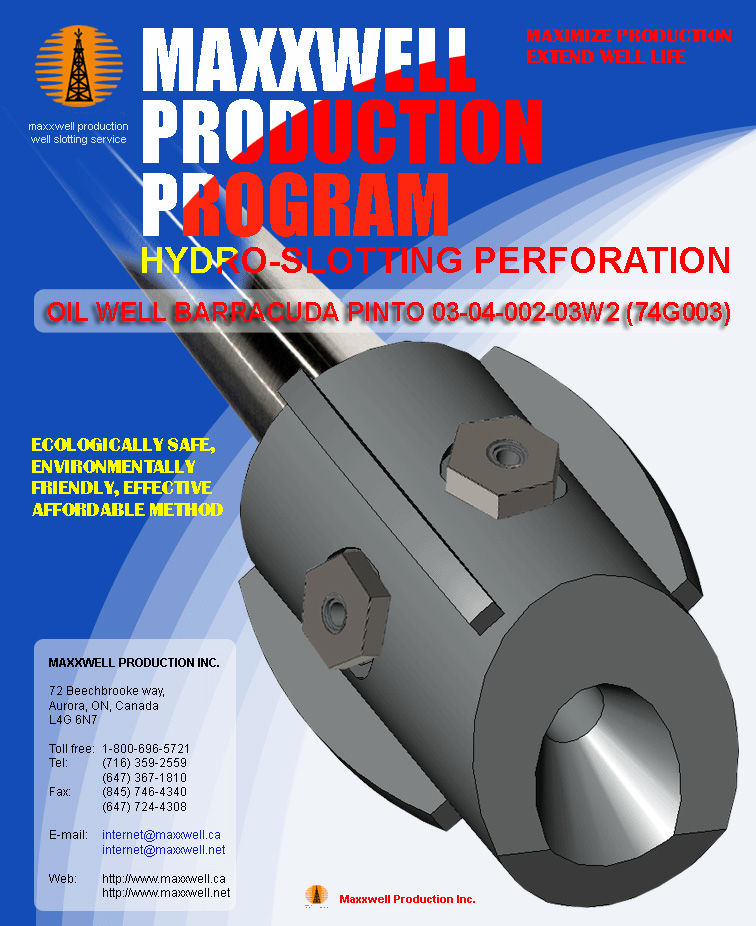 maxxwell production
well slotting service
MAXXWELL
PRODUCTION
PROGRAM
MAXIMIZE PRODUCTION
EXTEND WELL LIFE
HYDRO-SLOTTING PERFORATION
OIL WELL BARRACUDA PINTO 03-04-002-03W2 (74G003)
ECOLOGICALLY SAFE,
ENVIRONMENTALLY
FRIENDLY, EFFECTIVE
AFFORDABLE METHOD
MAXXWELL PRODUCTION INC.
72 Beechbrooke way,
Aurora, ON, Canada
L4G 6N7
Toll free: 1-800-696-5721
Tel: (716) 359-2559
(647) 367-1810
Fax: (845) 746-4340
(647) 724-4308
E-mail: internet@maxxwell.ca
internet@maxxwell.net
Web: http://www.maxxwell.ca
http://www.maxxwell.net
Maxxwell Production Inc.